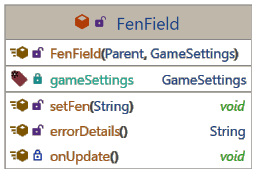 FenField
FenField(Parent, GameSettings)
gameSettings GameSettings
setFen(String) void
errorDetails() String
onUpdate() void